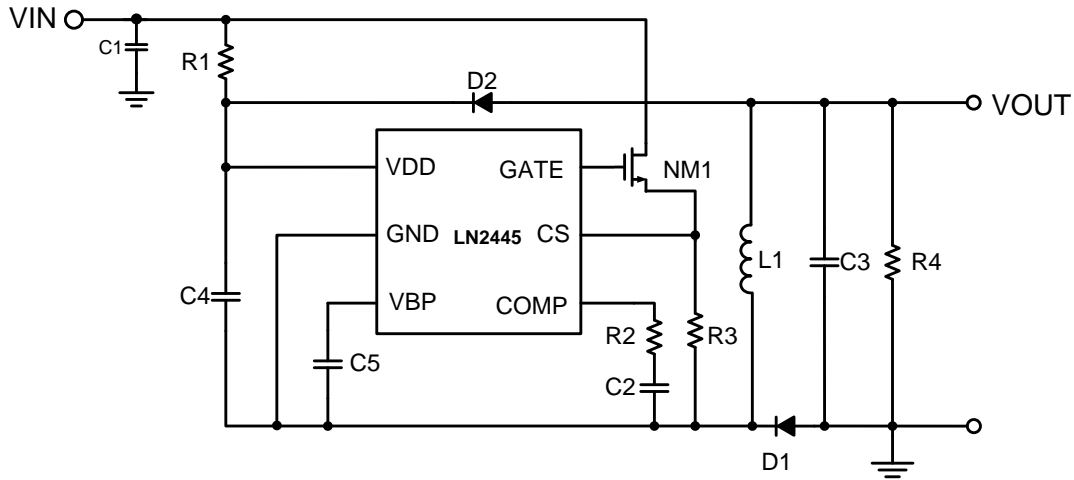 VIN
C1
R1
D2
VOUT
VDD
GATE
NM1
GND
LN2445
CS
L1
C3
R4
C4
VBP
COMP
R2
R3
C5
C2
D1